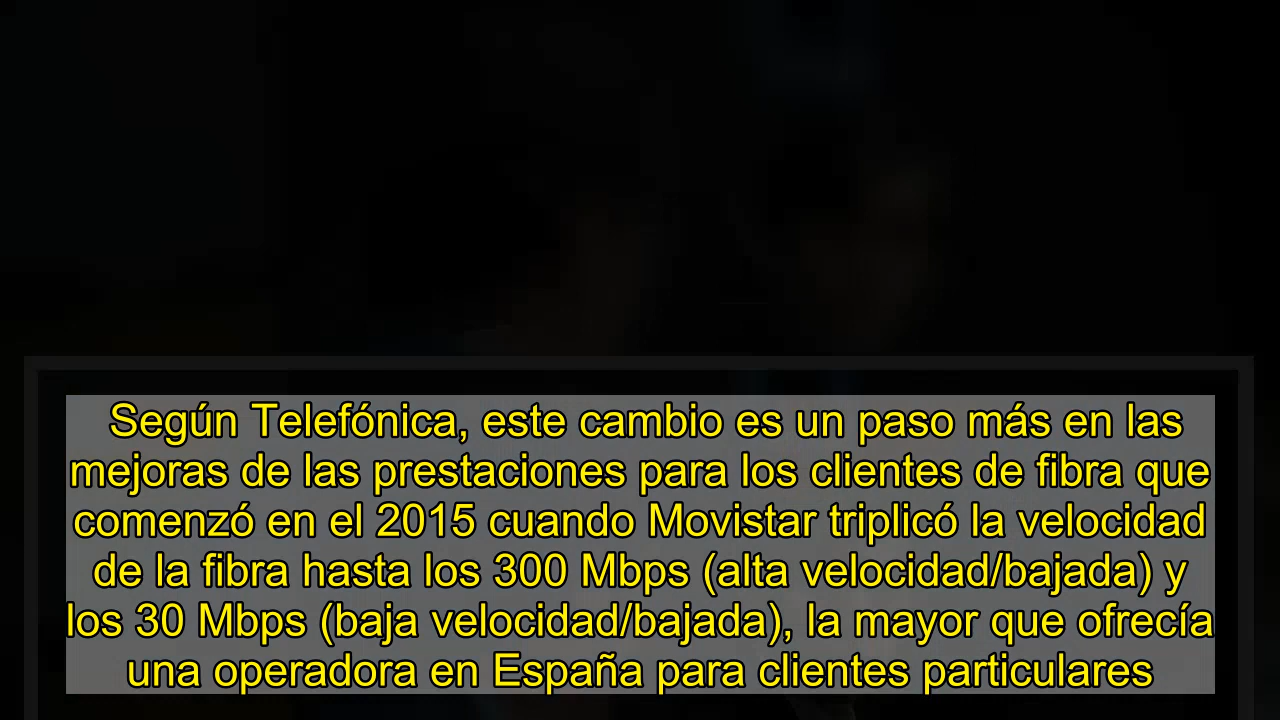 Según Telefónica, este cambio es un paso más en las
mejoras de las prestaciones para los clientes de fibra que
comenzó en el 2015 cuando Movistar triplicó la velocidad
de la fibra hasta los 300 Mbps (alta velocidad/bajada) y
los 30 Mbps (baja velocidad/bajada), la mayor que ofrecía
una operadora en España para clientes particulares